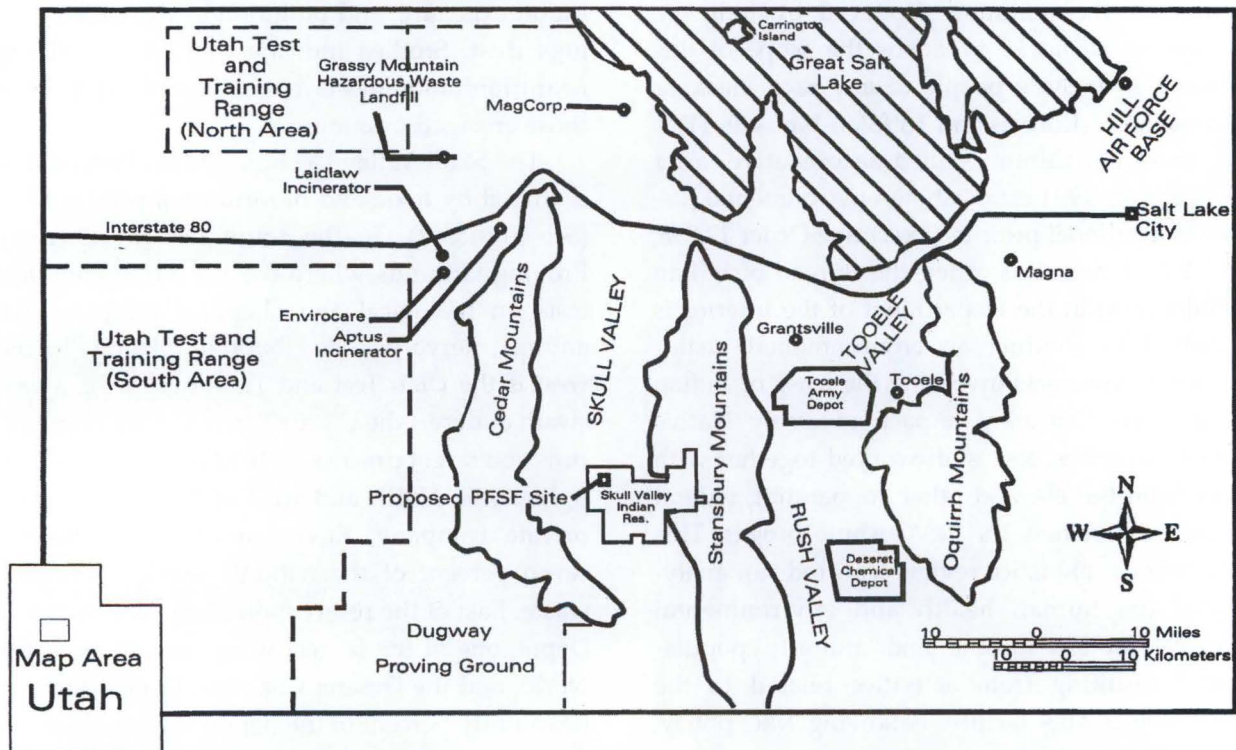 Utah Test
and
Training
Range
(North Area)
Grassy Mountain
Hazardous Waste
Landfill
MagCorp.
Carrington
Island
Great Salt
Lake
HILL
AIR FORCE
BASE
Laidlaw
Incinerator
Interstate 80
Salt Lake
City
Magna
Envirocare
Aptus
Incinerator
Utah Test and
Training Range
(South Area)
Cedar Mountains
SKULL VALLEY
Grantsville
TOOELE
VALLEY
Tooele
Army
Depot
Tooele
Stansbury Mountains
Oquirrh Mountains
Proposed PFSF Site
Skull Valley
Indian
Res.
RUSH VALLEY
Desseret
Chemical
Depot
N
W
E
S
Dugway
Proving Ground
10 0 10 Miles
10 0 10 Kilometers
Map Area
Utah